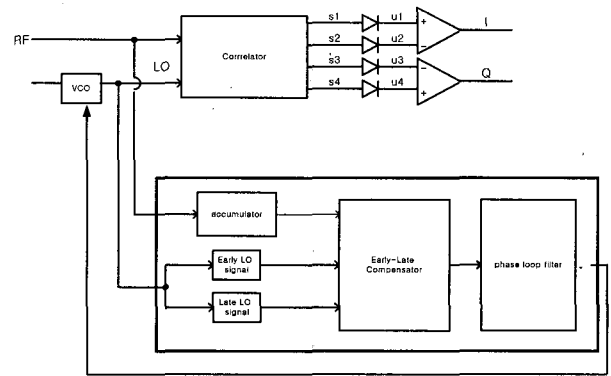 s1
u1
+
I
RF
s2
u2
−
LO
Corrrelator
s3
u3
−
Q
VCO
s4
u4
+
accumulator
Early LO
signal
Early-Late
Compensator
phase loop filter
Late LO
signal